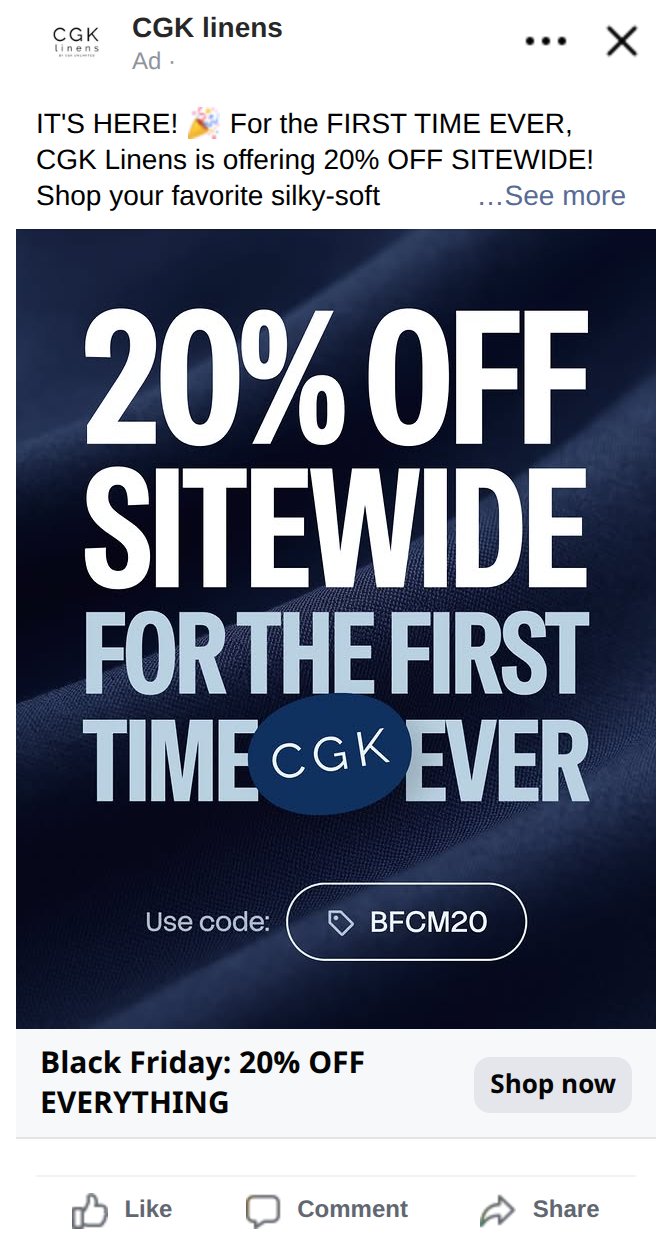 CGK
linens
CGK linens
Ad ·
IT'S HERE! 🎉 For the FIRST TIME EVER,
CGK Linens is offering 20% OFF SITEWIDE!
Shop your favorite silky-soft ...See more
20% OFF
SITEWIDE
FOR THE FIRST
TIME CGK EVER
Use code: BFCM20
Black Friday: 20% OFF
EVERYTHING
Shop now
Like Comment Share